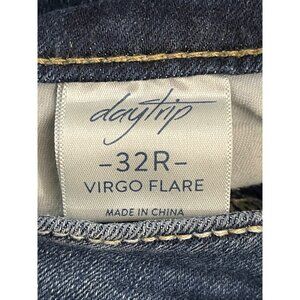 daytrip
-32R-
VIRGO FLARE
MADE IN CHINA